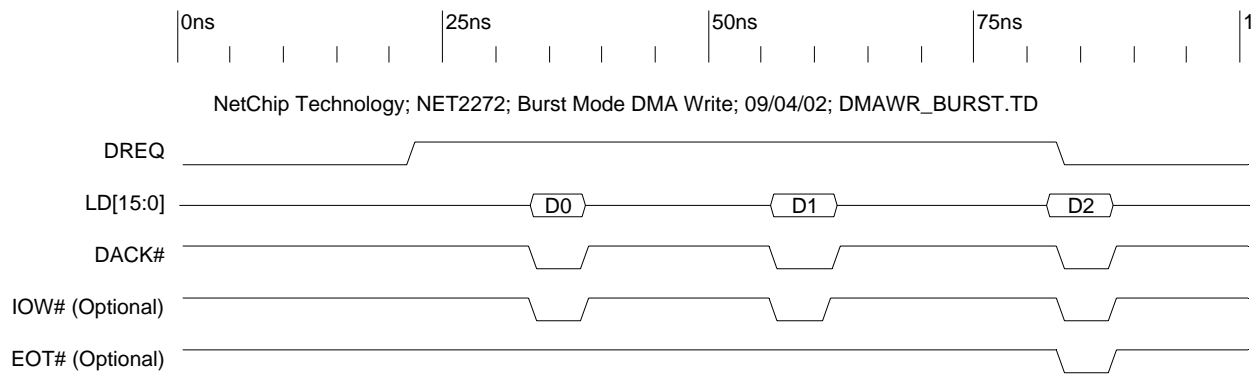 0ns 25ns 50ns 75ns 1
NetChip Technology; NET2272; Burst Mode DMA Write; 09/04/02; DMAWR_BURST.TD
DREQ
LD[15:0] D0 D1 D2
DACK#
IOW# (Optional)
EOT# (Optional)